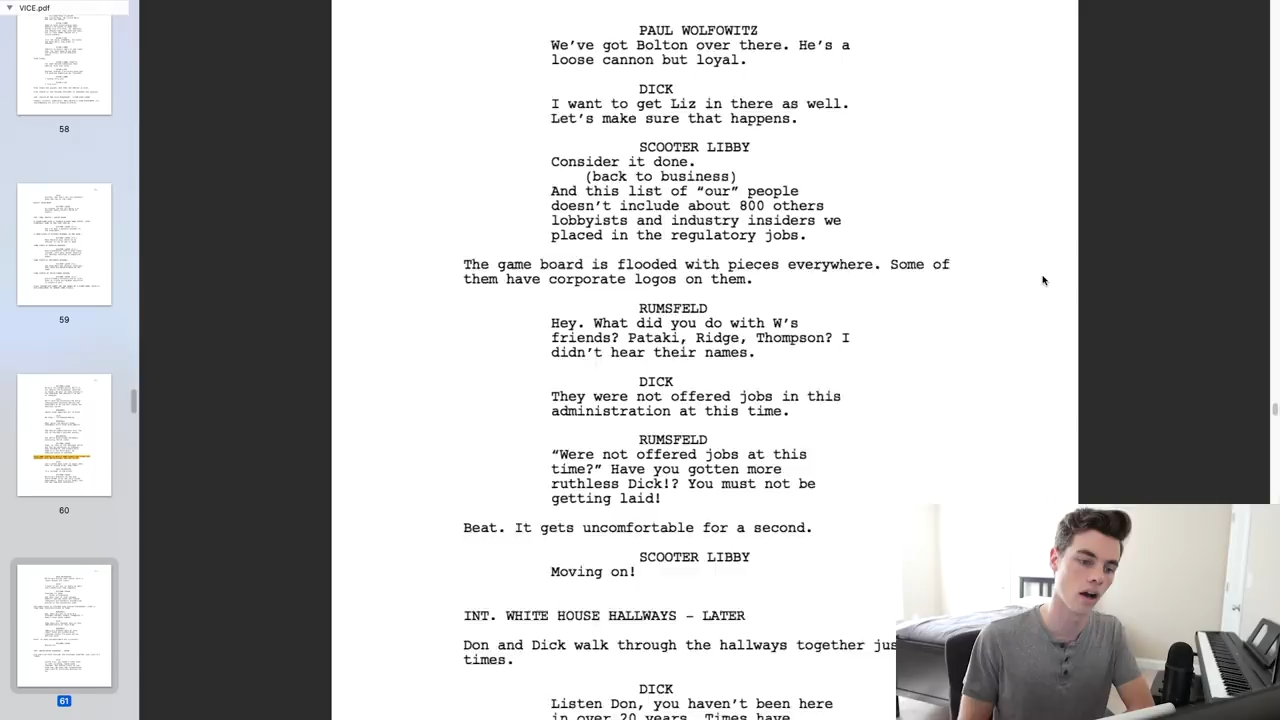 VICE.pdf
58
59
60
61
PAUL WOLFOWITZ
We've got Bolton over there. He's a
loose cannon but loyal.
DICK
I want to get Liz in there as well.
Let's make sure that happens.
SCOOTER LIBBY
Consider it done.
(back to business)
And this list of “our” people
doesn't include about 800 others
lobbyists and industry insiders we
placed in the regulatory jobs.
The game board is flooded with pieces everywhere. Some of
them have corporate logos on them.
RUMSFELD
Hey. What did you do with W's
friends? Pataki, Ridge, Thompson? I
didn't hear their names.
DICK
They were not offered jobs in this
administration at this time.
RUMSFELD
“Were not offered jobs at this
time?” Have you gotten more
ruthless Dick!? You must not be
getting laid!
Beat. It gets uncomfortable for a second.
SCOOTER LIBBY
Moving on!
INT. WHITE HOUSE HALLWAYS – LATER
Don and Dick walk through the hallways together jus
times.
DICK
Listen Don, you haven't been here
in over 20 years. Times have